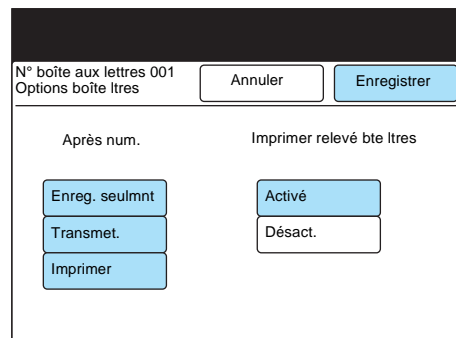 N° boîte aux lettres 001
Options boîte ltres
Annuler
Enregistrer
Après num.
Imprimer relevé bte ltres
Enreg. seulmnt
Activé
Transmet.
Désact.
Imprimer